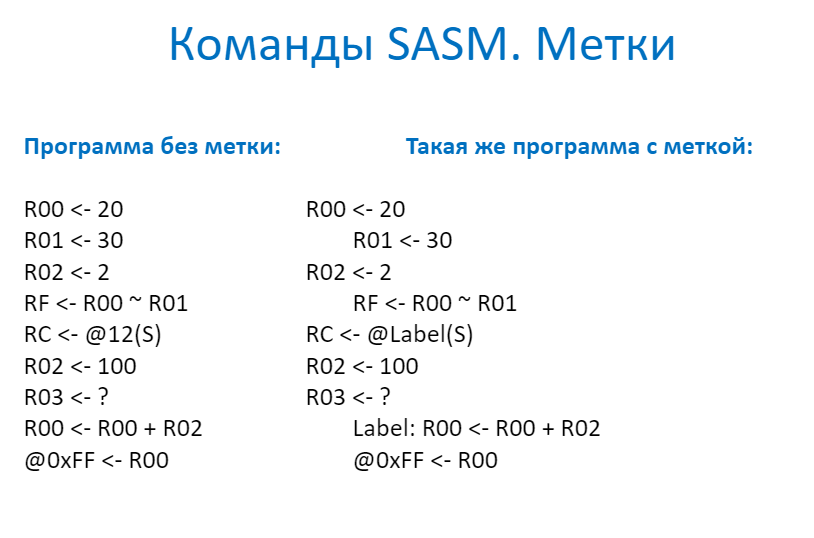 Команды SASM. Метки
Программа без метки:
R00 <- 20
R01 <- 30
R02 <- 2
RF <- R00 ~ R01
RC <- @12(S)
R02 <- 100
R03 <- ?
R00 <- R00 + R02
@0xFF <- R00
Такая же программа с меткой:
R00 <- 20
R01 <- 30
R02 <- 2
RF <- R00 ~ R01
RC <- @Label(S)
R02 <- 100
R03 <- ?
Label: R00 <- R00 + R02
@0xFF <- R00